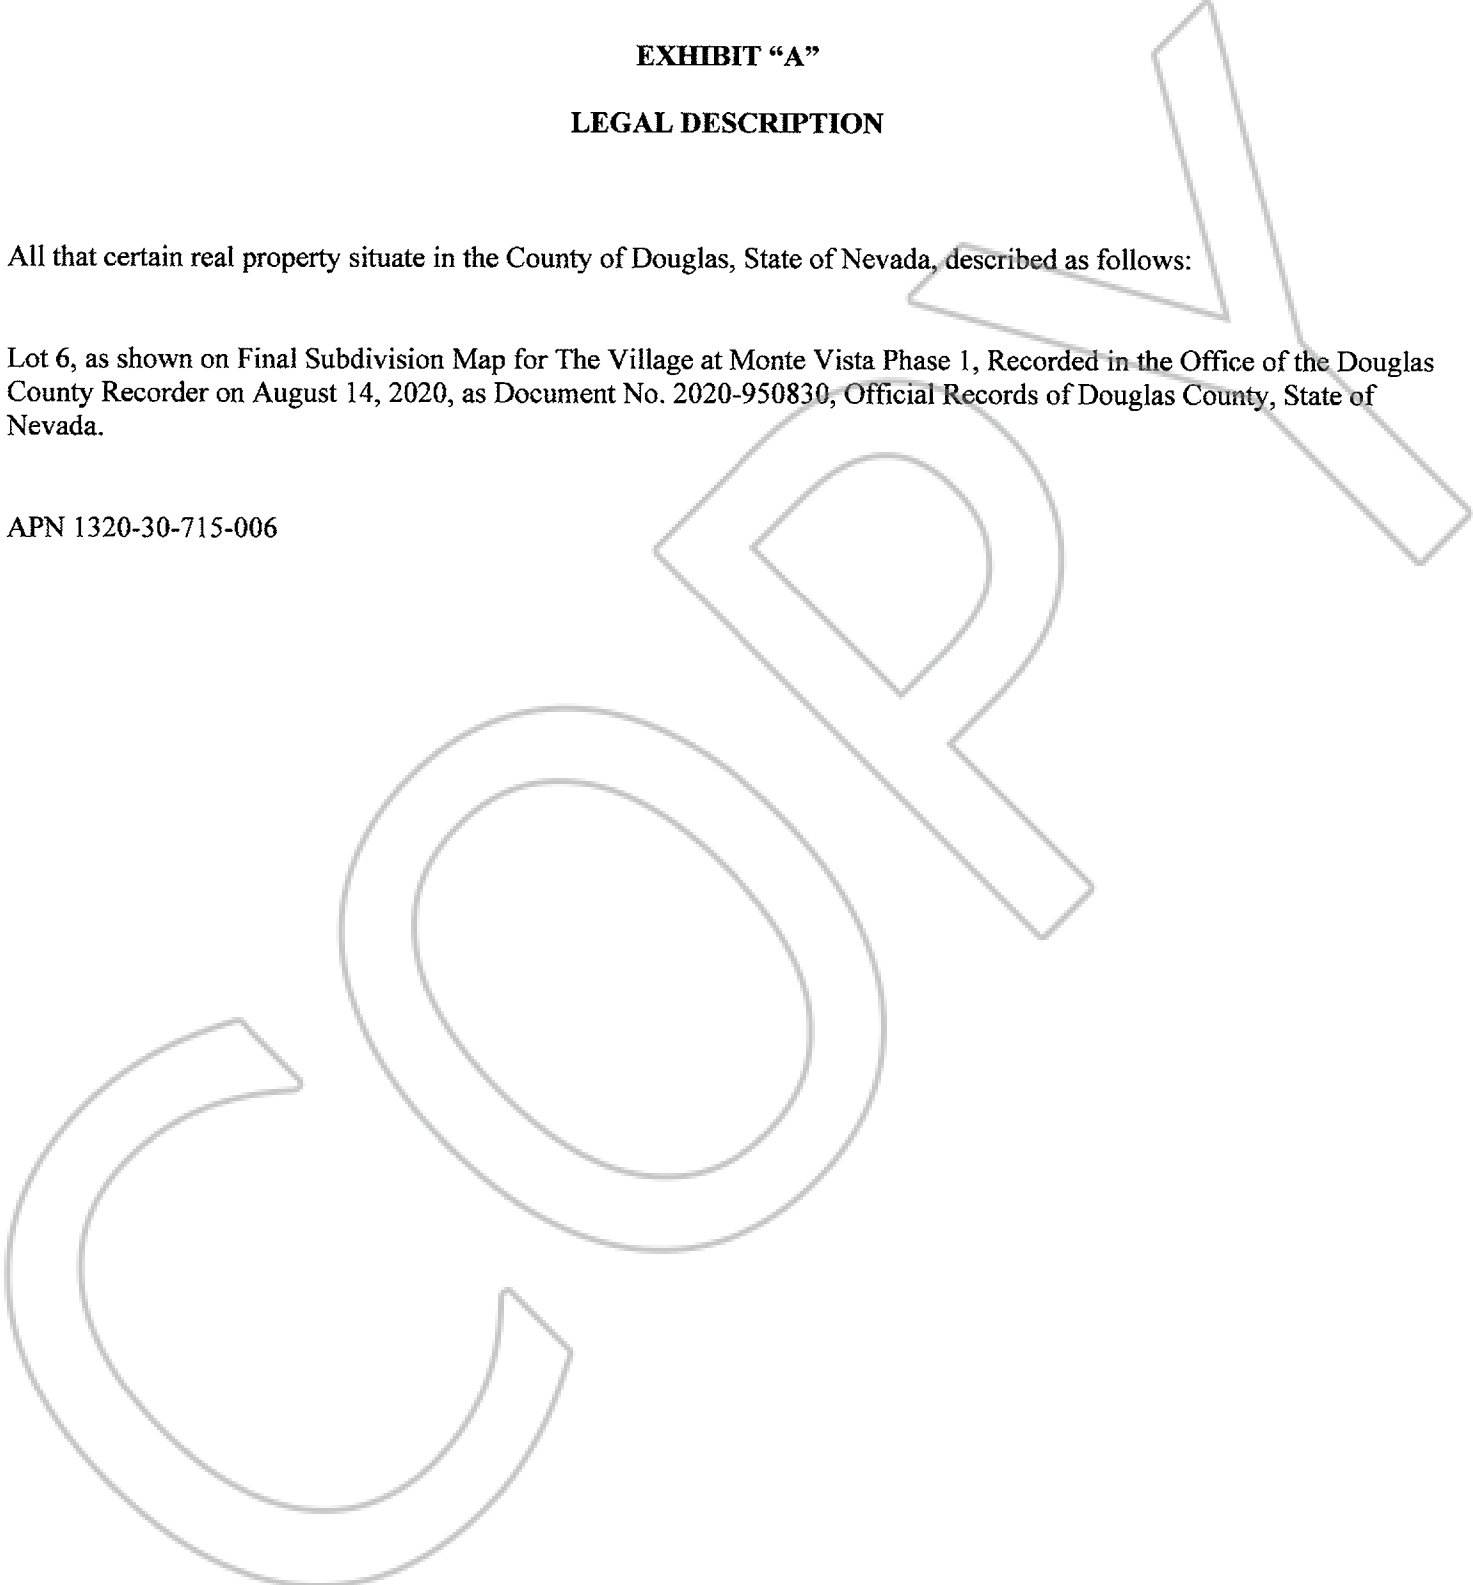 EXHIBIT “A”
LEGAL DESCRIPTION
All that certain real property situate in the County of Douglas, State of Nevada, described as follows:
Lot 6, as shown on Final Subdivision Map for The Village at Monte Vista Phase 1, Recorded in the Office of the Douglas
County Recorder on August 14, 2020, as Document No. 2020-950830, Official Records of Douglas County, State of
Nevada.
APN 1320-30-715-006
COPY